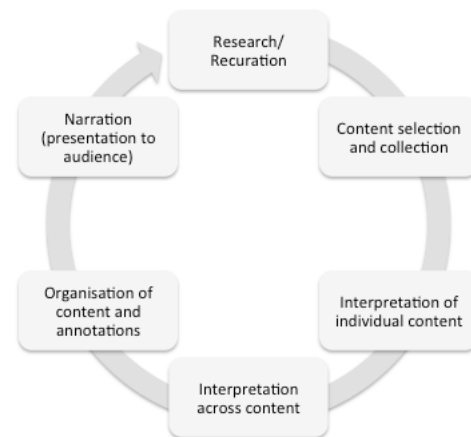 Research/
Recuration
Content selection
and collection
Interpretation of
individual content
Interpretation
across content
Organisation of
content and
annotations
Narration
(presentation to
audience)